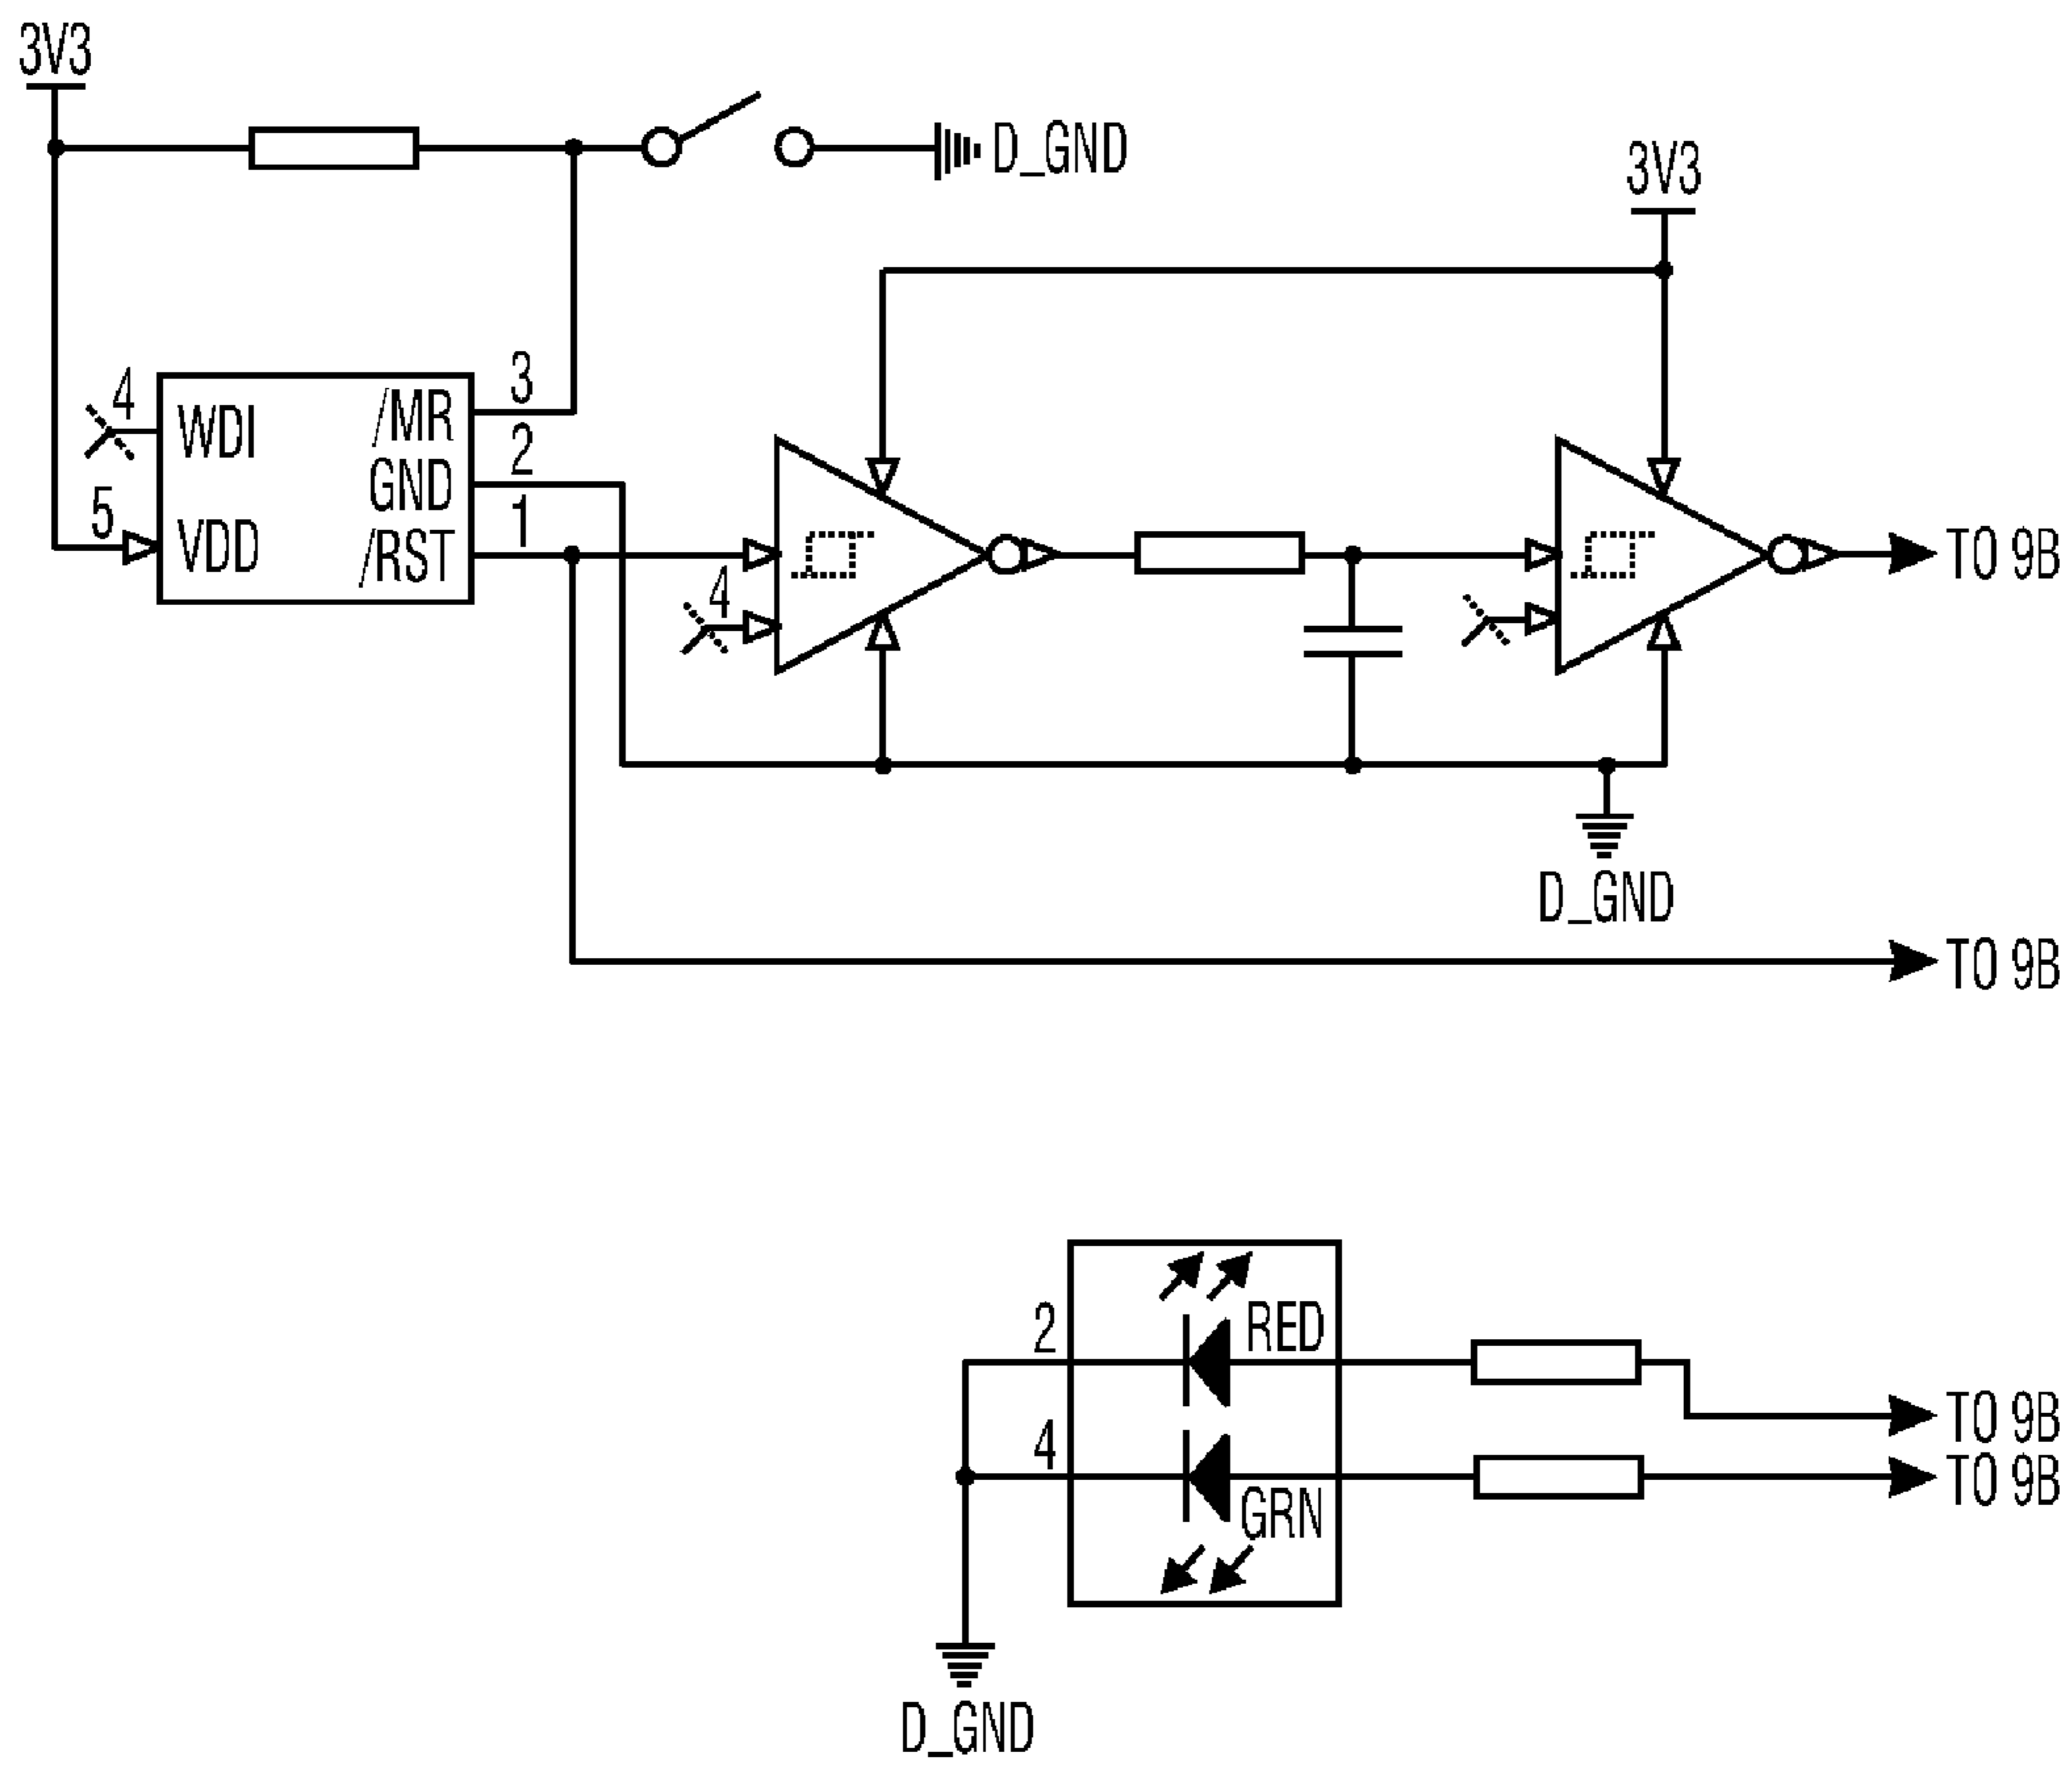 3V3
D_GND
3V3
4
WDI
/MR
3
GND
2
5
VDD
/RST
1
4
TO 9B
D_GND
TO 9B
2
RED
TO 9B
4
GRN
TO 9B
D_GND